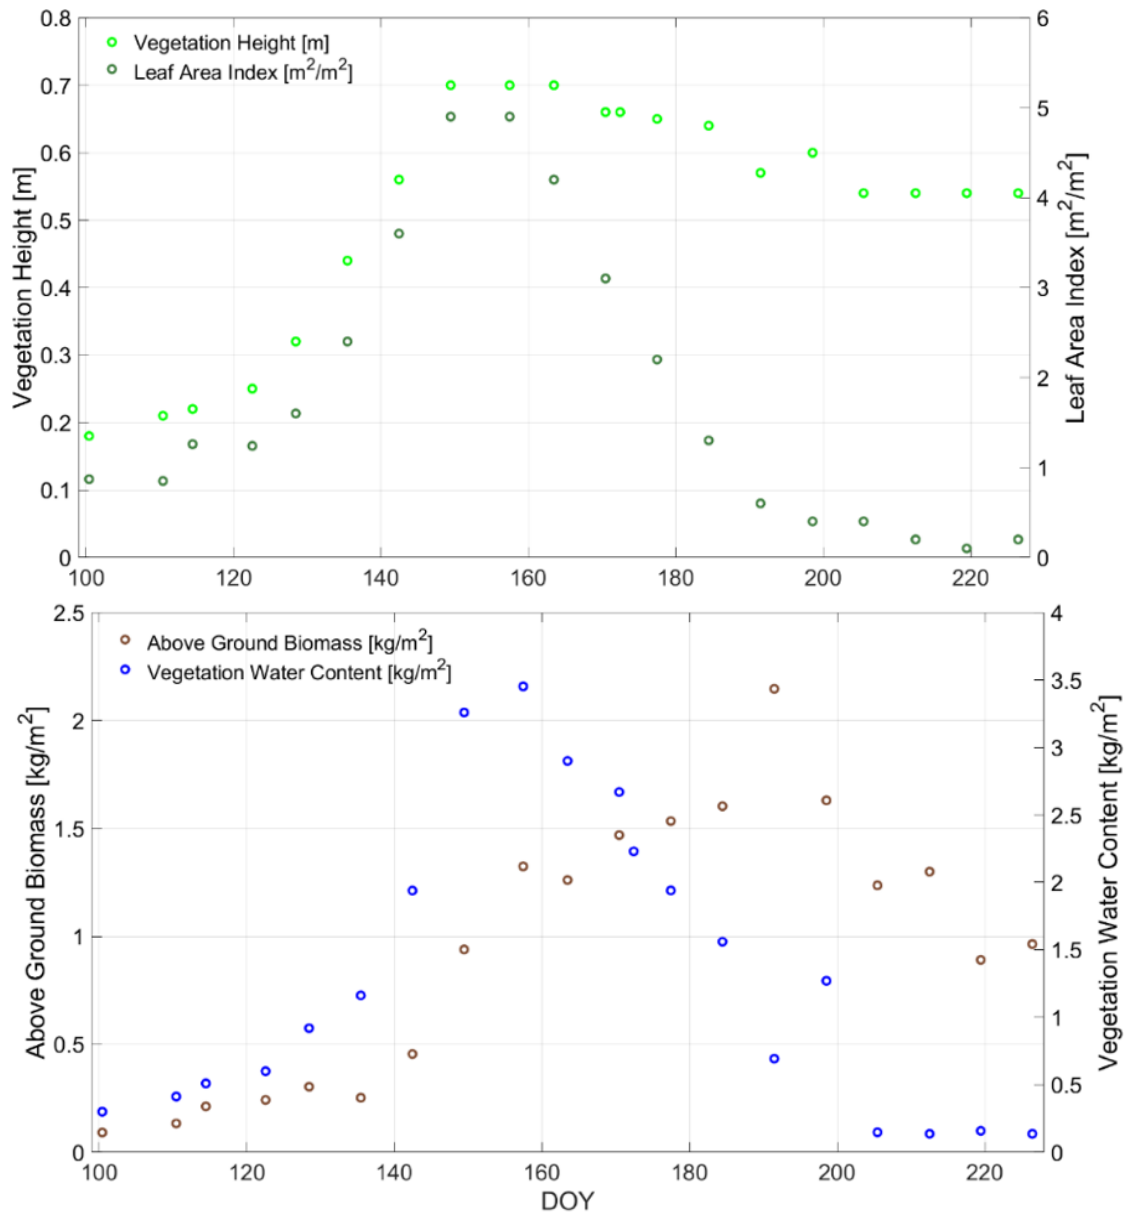 Vegetation Height [m]
Leaf Area Index [m²/m²]
0.8
0.7
0.6
0.5
0.4
0.3
0.2
0.1
0
Vegetation Height [m]
6
5
4
3
2
1
0
Leaf Area Index [m²/m²]
100 120 140 160 180 200 220
Above Ground Biomass [kg/m²]
Vegetation Water Content [kg/m²]
2.5
2
1.5
1
0.5
0
Above Ground Biomass [kg/m²]
4
3.5
3
2.5
2
1.5
1
0.5
0
Vegetation Water Content [kg/m²]
100 120 140 160 180 200 220
DOY